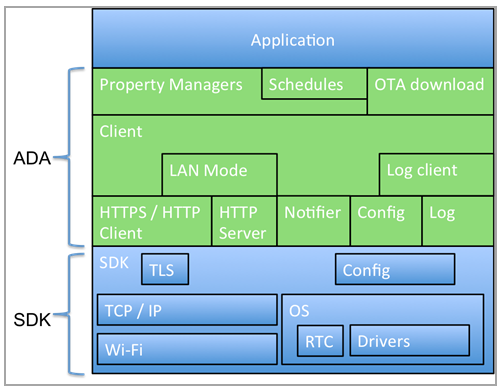 Application
Property Managers
Schedules
OTA download
ADA
Client
LAN Mode
Log client
HTTPS / HTTP
Client
HTTP
Server
Notifier
Config
Log
SDK
SDK
TLS
Config
TCP / IP
OS
Wi-Fi
RTC
Drivers